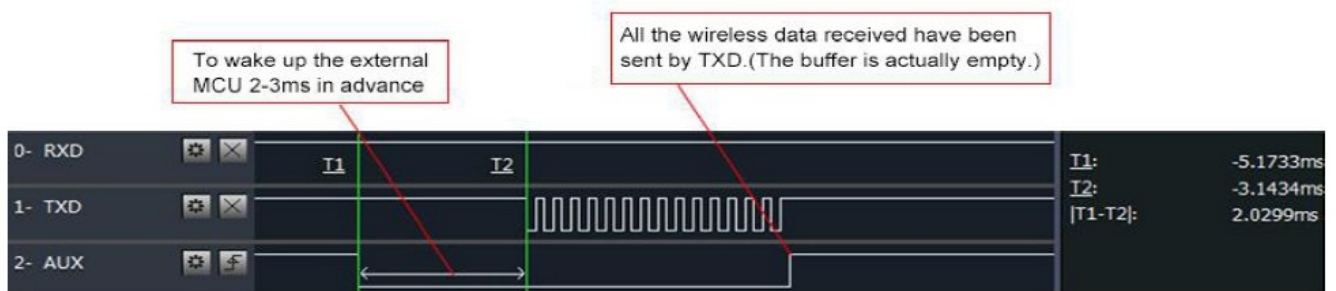 To wake up the external
MCU 2-3ms in advance
All the wireless data received have been
sent by TXD.(The buffer is actually empty.)
0- RXD
T1
T2
T1: -5.1733ms
T2: -3.1434ms
1- TXD
|T1-T2|: 2.0299ms
2- AUX